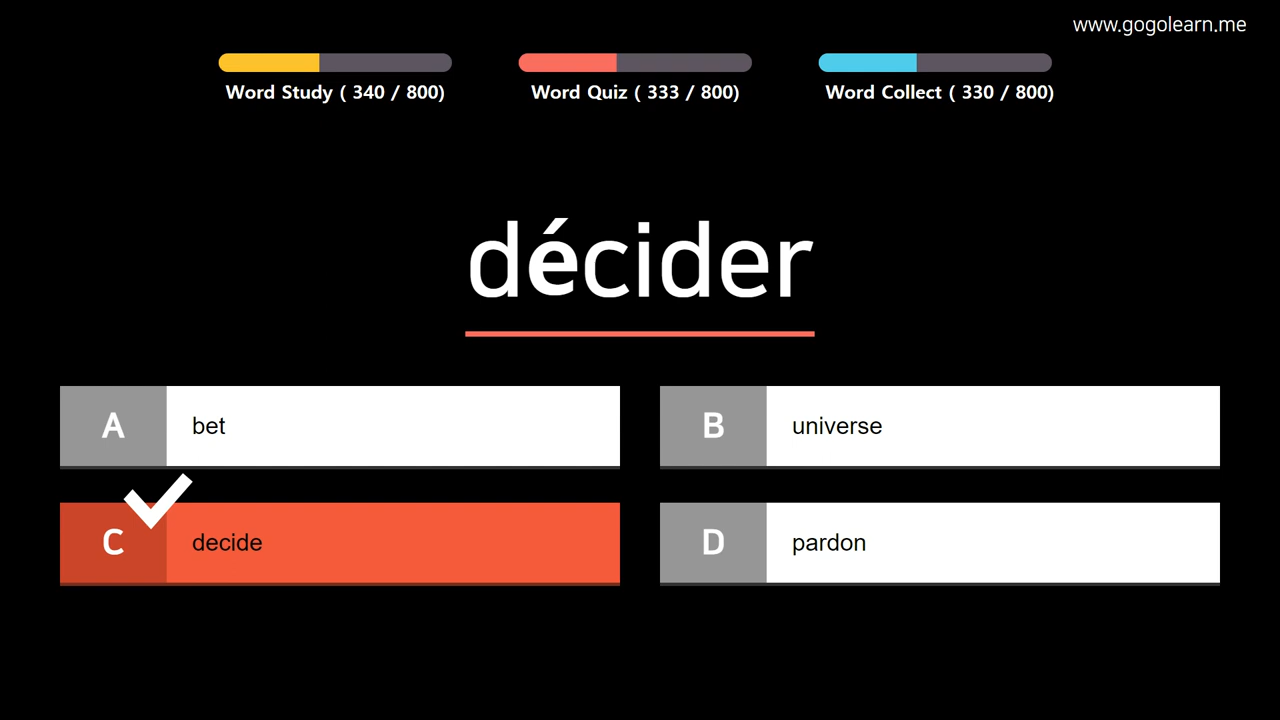 www.gogolearn.me
Word Study ( 340 / 800)
Word Quiz ( 333 / 800)
Word Collect ( 330 / 800)
décider
A bet
B universe
C decide
D pardon